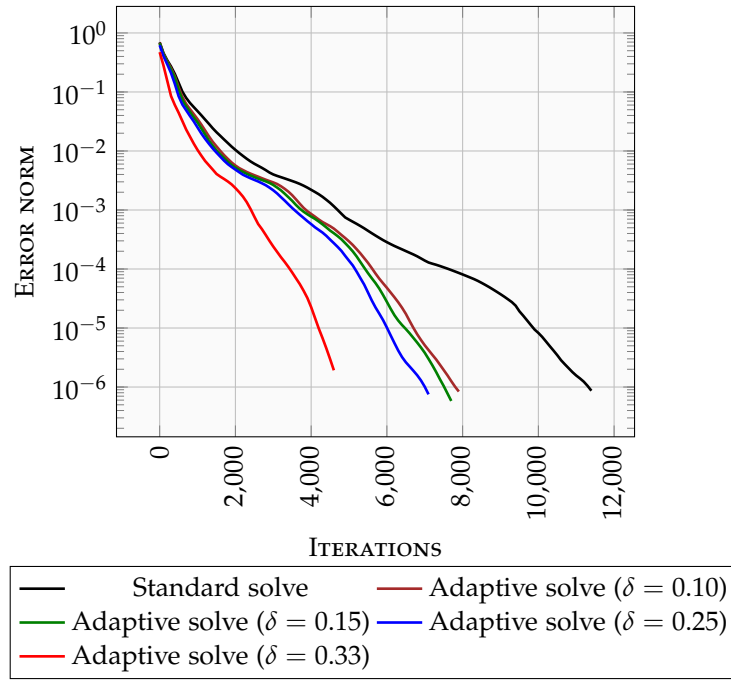 10⁰
10⁻¹
10⁻²
10⁻³
10⁻⁴
10⁻⁵
10⁻⁶
ERROR NORM
0
2,000
4,000
6,000
8,000
10,000
12,000
ITERATIONS
Standard solve
Adaptive solve (δ = 0.10)
Adaptive solve (δ = 0.15)
Adaptive solve (δ = 0.25)
Adaptive solve (δ = 0.33)